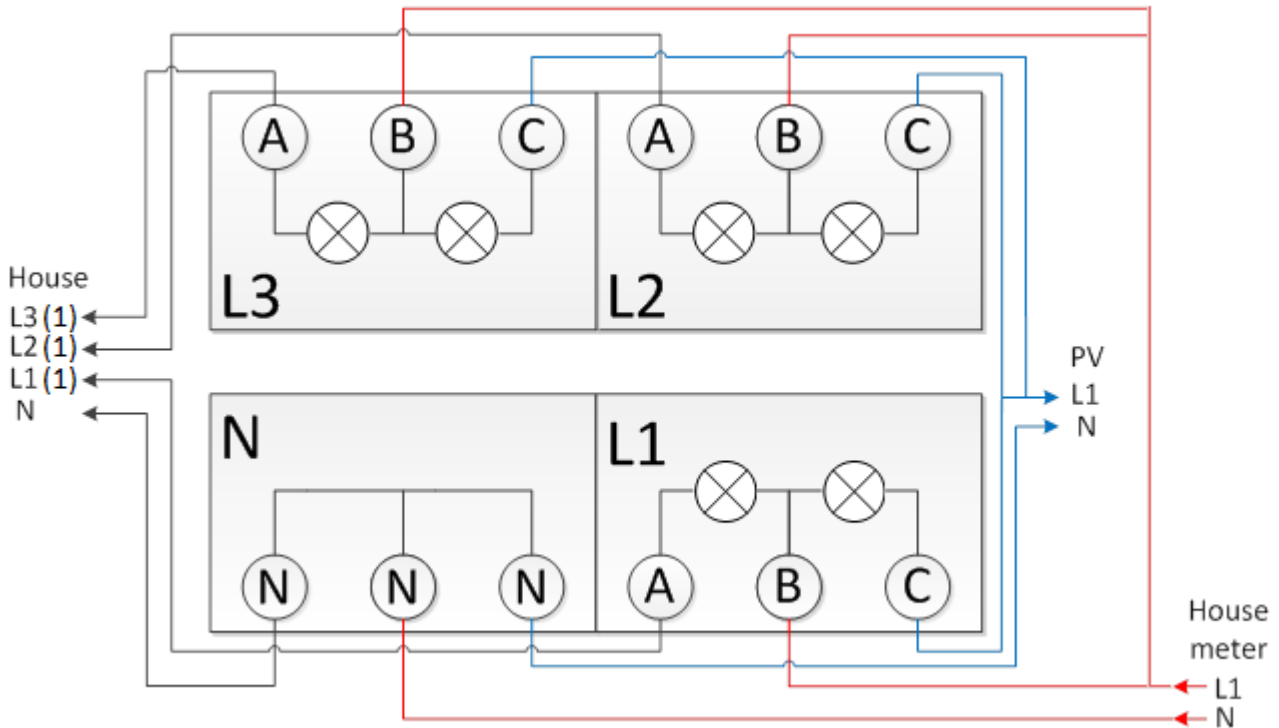 A B C A B C
L3 L2
House
L3 (1)
L2 (1)
L1 (1)
N
PV
L1
N
N L1
N N N A B C
House
meter
L1
N